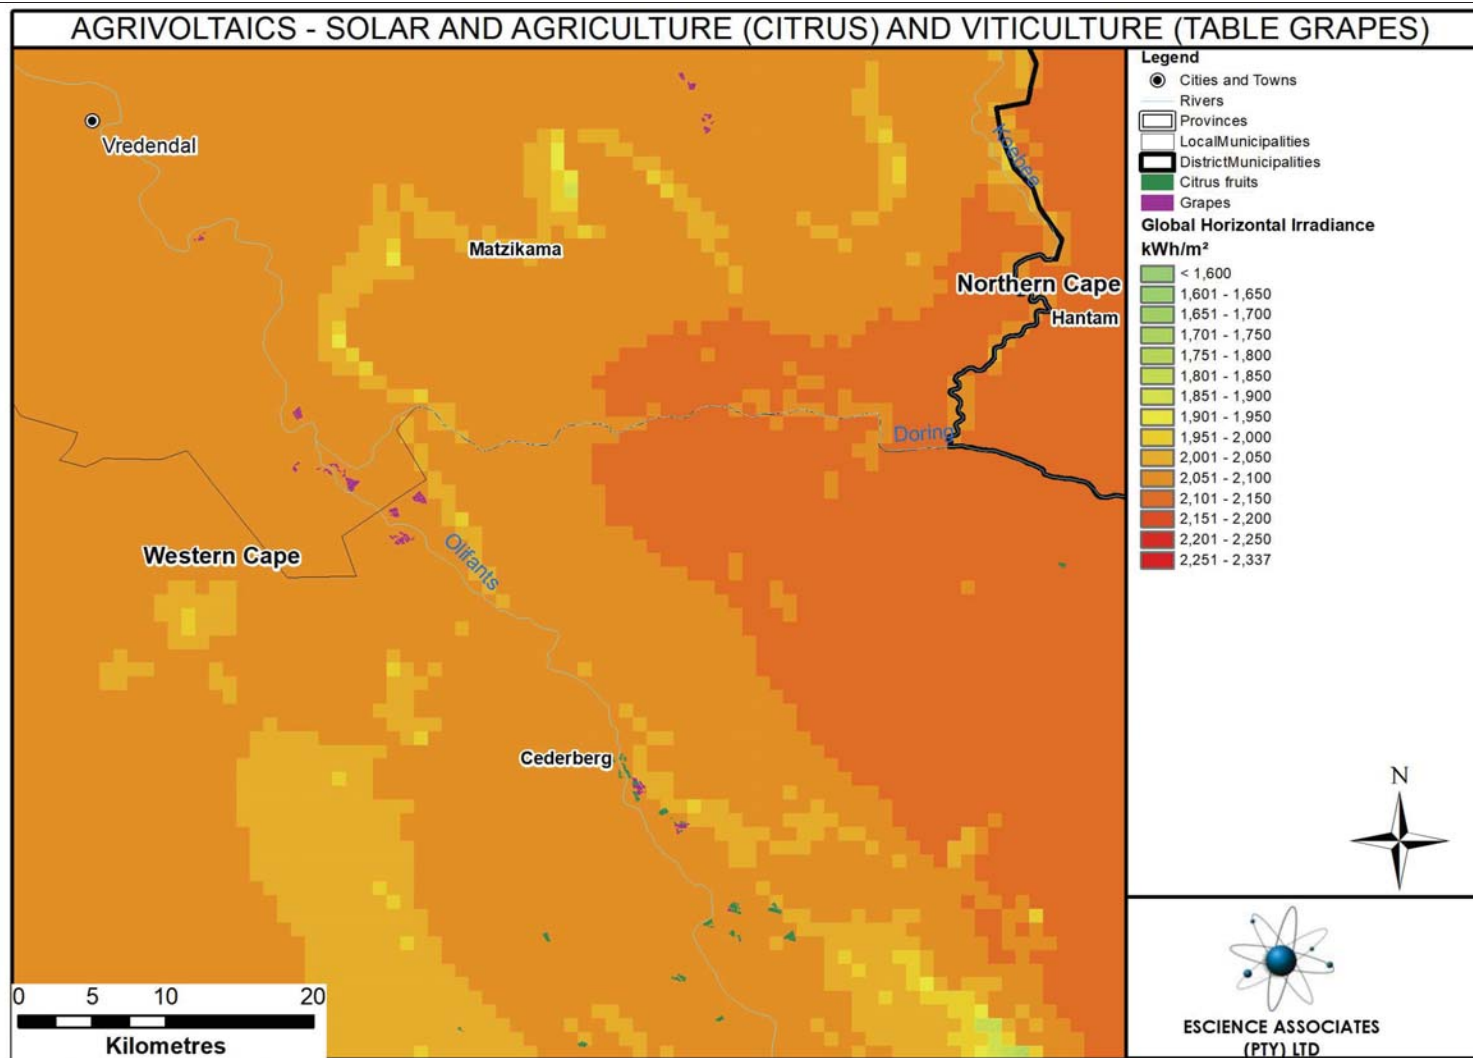 AGRIVOLTAICS - SOLAR AND AGRICULTURE (CITRUS) AND VITICULTURE (TABLE GRAPES)
Vredendal
Koebee
Matzikama
Northern Cape
Hantam
Doring
Western Cape
Olifants
Cederberg
0 5 10 20
Kilometres
Legend
Cities and Towns
Rivers
Provinces
LocalMunicipalities
DistrictMunicipalities
Citrus fruits
Grapes
Global Horizontal Irradiance
kWh/m²
< 1,600
1,601 - 1,650
1,651 - 1,700
1,701 - 1,750
1,751 - 1,800
1,801 - 1,850
1,851 - 1,900
1,901 - 1,950
1,951 - 2,000
2,001 - 2,050
2,051 - 2,100
2,101 - 2,150
2,151 - 2,200
2,201 - 2,250
2,251 - 2,337
N
ESCIENCE ASSOCIATES
(PTY) LTD